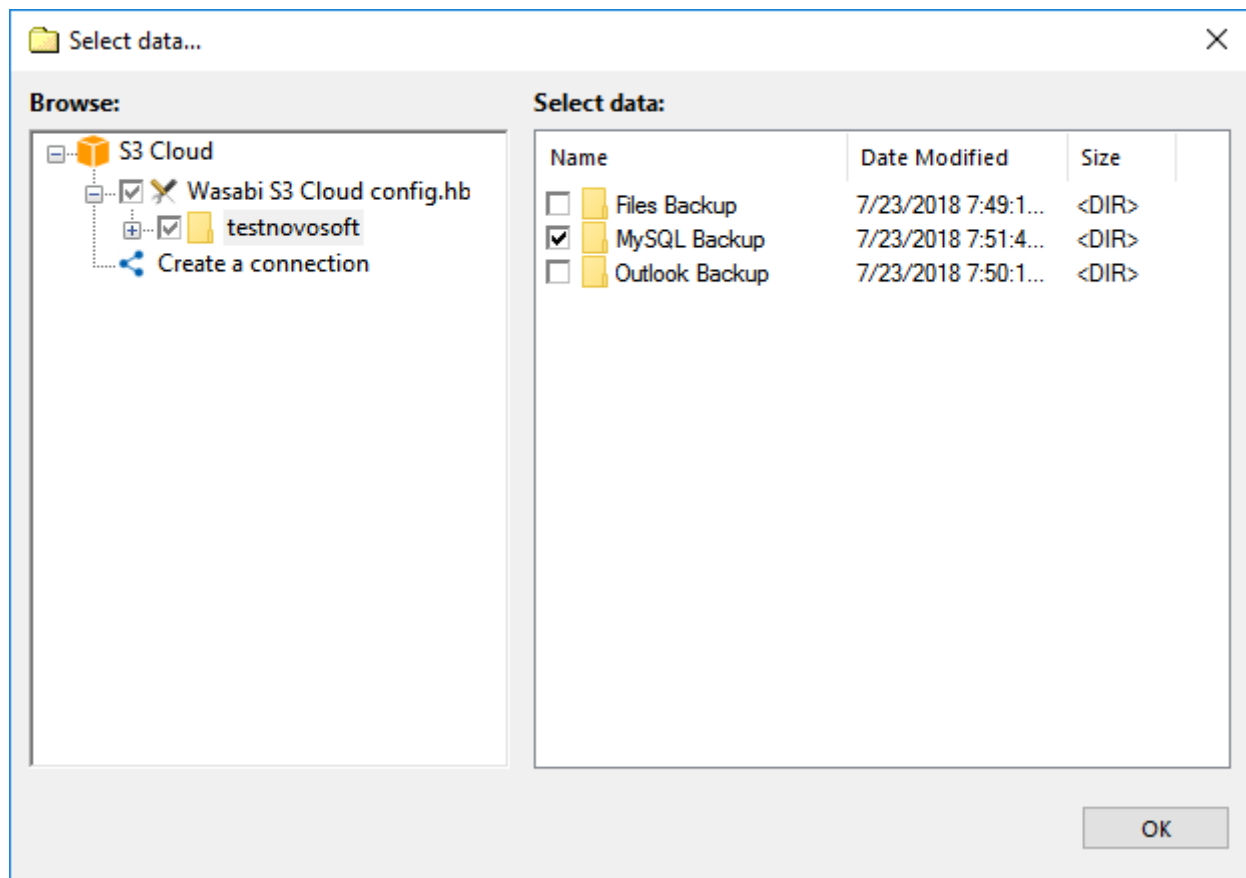 Select data...
Browse:
Select data:
S3 Cloud
Wasabi S3 Cloud config.hb
testnovosoft
Create a connection
Name Date Modified Size
Files Backup 7/23/2018 7:49:1... <DIR>
MySQL Backup 7/23/2018 7:51:4... <DIR>
Outlook Backup 7/23/2018 7:50:1... <DIR>
OK